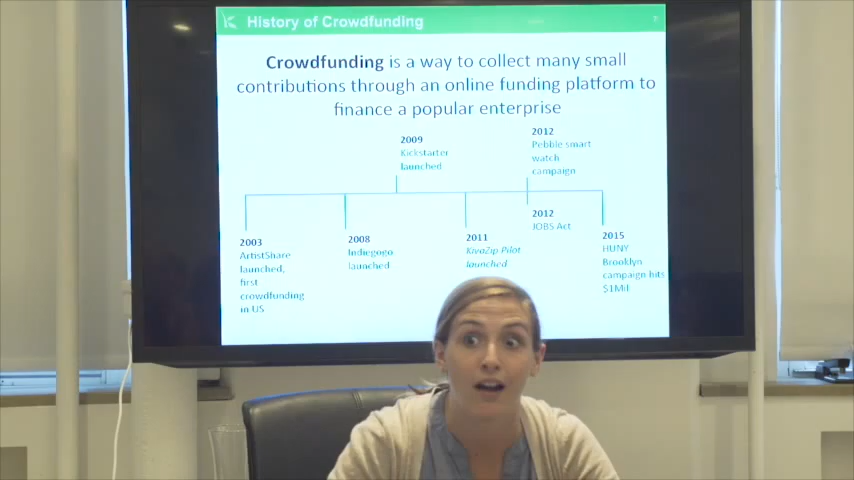 History of Crowdfunding
Crowdfunding is a way to collect many small
contributions through an online funding platform to
finance a popular enterprise
2009
Kickstarter
launched
2012
Pebble smart
watch
campaign
2003
ArtistShare
launched,
first
crowdfunding
in US
2008
Indiegogo
launched
2011
KivaZip Pilot
launched
2012
JOBS Act
2015
HUNY
Brooklyn
campaign hits
$1Mil